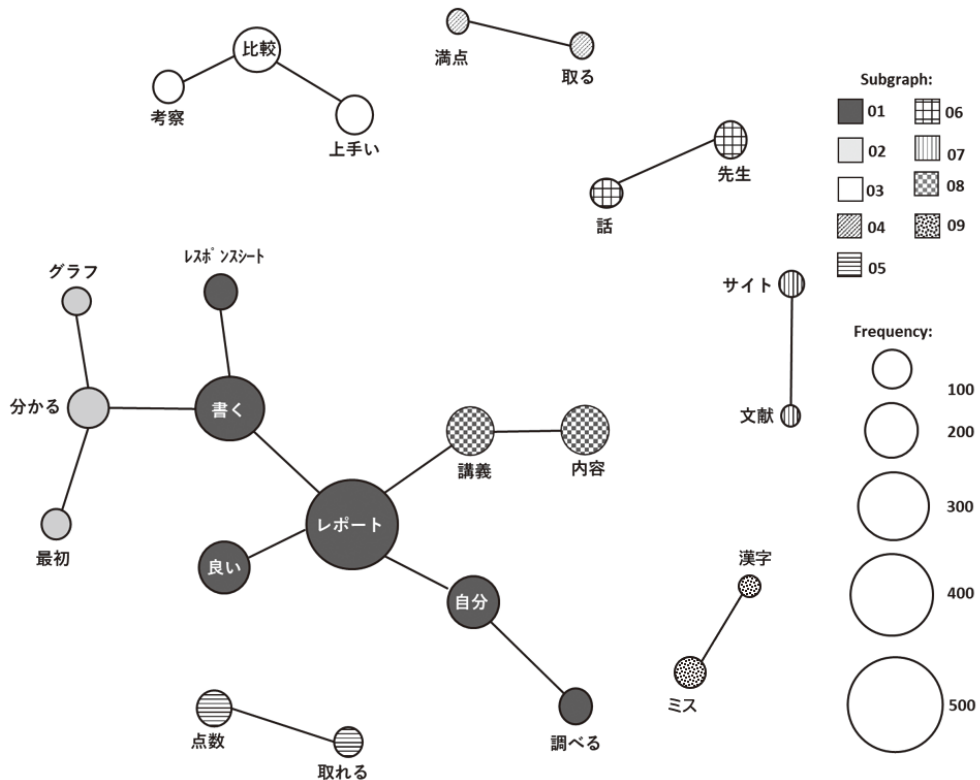 比較
考察
上手い
満点
取る
先生
話
Subgraph:
01
06
02
07
03
08
04
09
05
グラフ
ﾚｽﾎﾟﾝｽｼｰﾄ
分かる
書く
最初
レポート
良い
自分
調べる
講義
内容
サイト
文献
漢字
ミス
点数
取れる
Frequency:
100
200
300
400
500